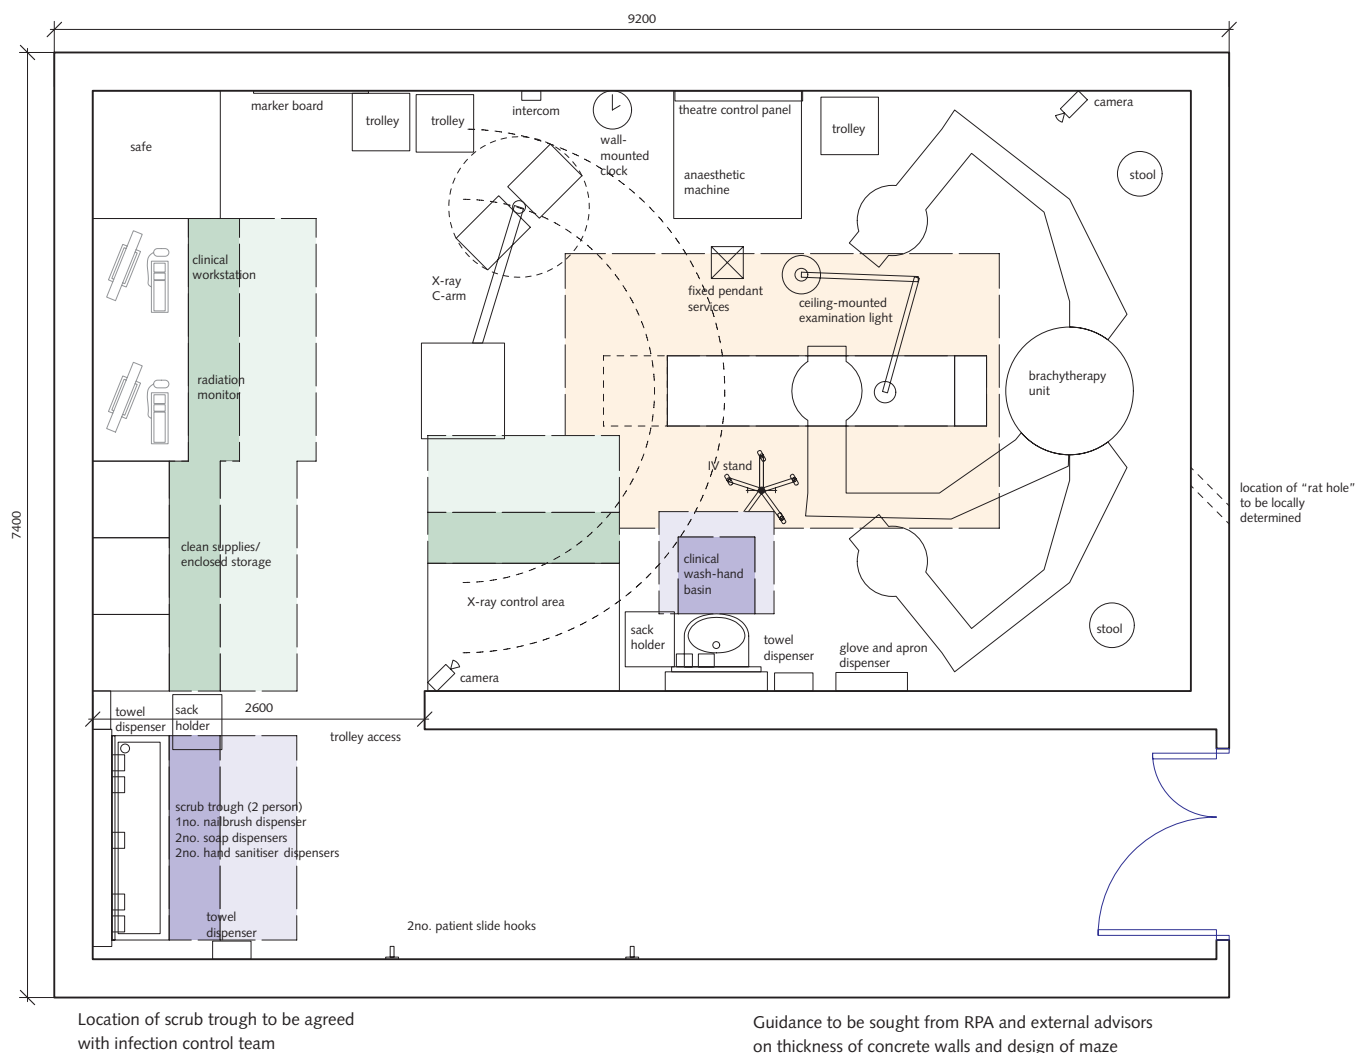 9200
marker board
trolley
trolley
intercom
wall-
mounted
clock
theatre control panel
trolley
camera
safe
anaesthetic
machine
stool
clinical
workstation
X-ray
C-arm
fixed pendant
services
ceiling-mounted
examination light
radiation
monitor
brachytherapy
unit
IV stand
location of “rat hole”
to be locally
determined
7400
clean supplies/
enclosed storage
clinical
wash-hand
basin
X-ray control area
sack
holder
towel
dispenser
glove and apron
dispenser
stool
camera
towel
dispenser
sack
holder
2600
trolley access
scrub trough (2 person)
1no. nailbrush dispenser
2no. soap dispensers
2no. hand sanitiser dispensers
towel
dispenser
2no. patient slide hooks
Location of scrub trough to be agreed
with infection control team
Guidance to be sought from RPA and external advisors
on thickness of concrete walls and design of maze